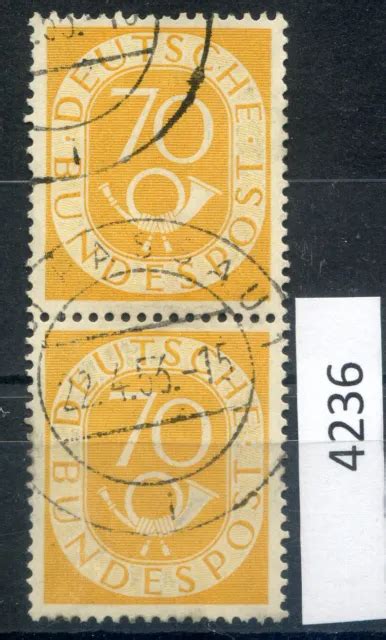 DEUTSCHE
70
BUNDESPOST
DEUTSCHE
70
BUNDESPOST
4236